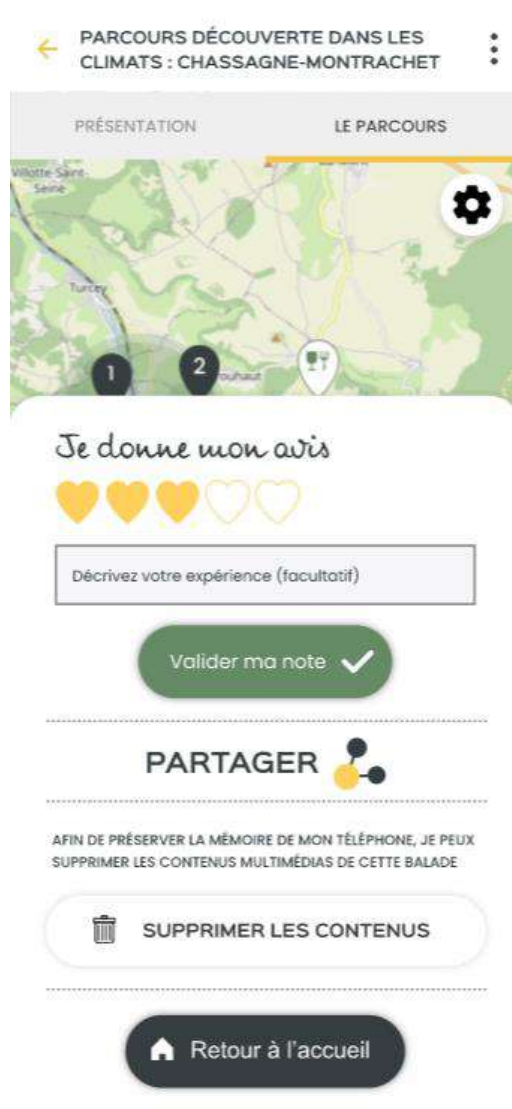 PARCOURS DÉCOUVERTE DANS LES
CLIMATS : CHASSAGNE-MONTRACHET
PRÉSENTATION
LE PARCOURS
Villotte-Saint-
Seine
Turcey
1
2
Je donne mon avis
Décrivez votre expérience (facultatif)
Valider ma note
PARTAGER
AFIN DE PRÉSERVER LA MÉMOIRE DE MON TÉLÉPHONE, JE PEUX
SUPPRIMER LES CONTENUS MULTIMÉDIAS DE CETTE BALADE
SUPPRIMER LES CONTENUS
Retour à l'accueil